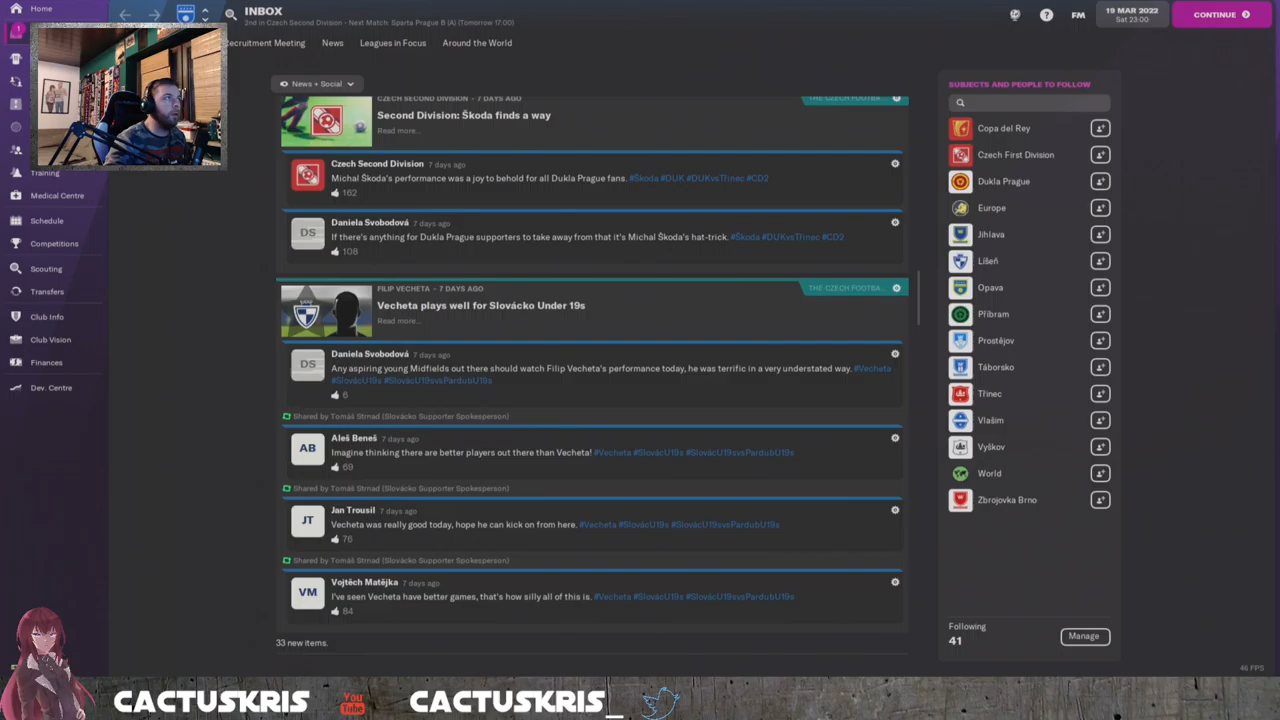 Home
INBOX
2nd in Czech Second Division - Next Match: Sparta Prague B (A) (Tomorrow 17:00)
FM
19 MAR 2022
Sat 23:00
CONTINUE
1
Recruitment Meeting
News
Leagues in Focus
Around the World
Training
Medical Centre
Schedule
Competitions
Scouting
Transfers
Club Info
Club Vision
Finances
Dev. Centre
News + Social
CZECH SECOND DIVISION - 7 DAYS AGO
THE CZECH FOOTBA...
Second Division: Škoda finds a way
Read more...
Czech Second Division 7 days ago
Michal Škoda's performance was a joy to behold for all Dukla Prague fans. #Škoda #DUK #DUKvsTřinec #CD2
162
DS
Daniela Svobodová 7 days ago
If there's anything for Dukla Prague supporters to take away from that it's Michal Škoda's hat-trick. #Škoda #DUKvsTřinec #CD2
108
FILIP VECHETA - 7 DAYS AGO
THE CZECH FOOTBA...
Vecheta plays well for Slovácko Under 19s
Read more...
DS
Daniela Svobodová 7 days ago
Any aspiring young Midfields out there should watch Filip Vecheta's performance today, he was terrific in a very understated way. #Vecheta
#SlovácU19s #SlovácU19svsPardubU19s
6
Shared by Tomáš Strnad (Slovácko Supporter Spokesperson)
AB
Aleš Beneš 7 days ago
Imagine thinking there are better players out there than Vecheta! #Vecheta #SlovácU19s #SlovácU19svsPardubU19s
69
Shared by Tomáš Strnad (Slovácko Supporter Spokesperson)
JT
Jan Trousil 7 days ago
Vecheta was really good today, hope he can kick on from here. #Vecheta #SlovácU19s #SlovácU19svsPardubU19s
76
Shared by Tomáš Strnad (Slovácko Supporter Spokesperson)
VM
Vojtěch Matějka 7 days ago
I've seen Vecheta have better games, that's how silly all of this is. #Vecheta #SlovácU19s #SlovácU19svsPardubU19s
84
33 new items.
SUBJECTS AND PEOPLE TO FOLLOW
Copa del Rey
Czech First Division
Dukla Prague
Europe
Jihlava
Líšeň
Opava
Příbram
Prostějov
Táborsko
Třinec
Vlašim
Vyškov
World
Zbrojovka Brno
Following
41
Manage
46 FPS
CACTUSKRIS
You
Tube
CACTUSKRIS_